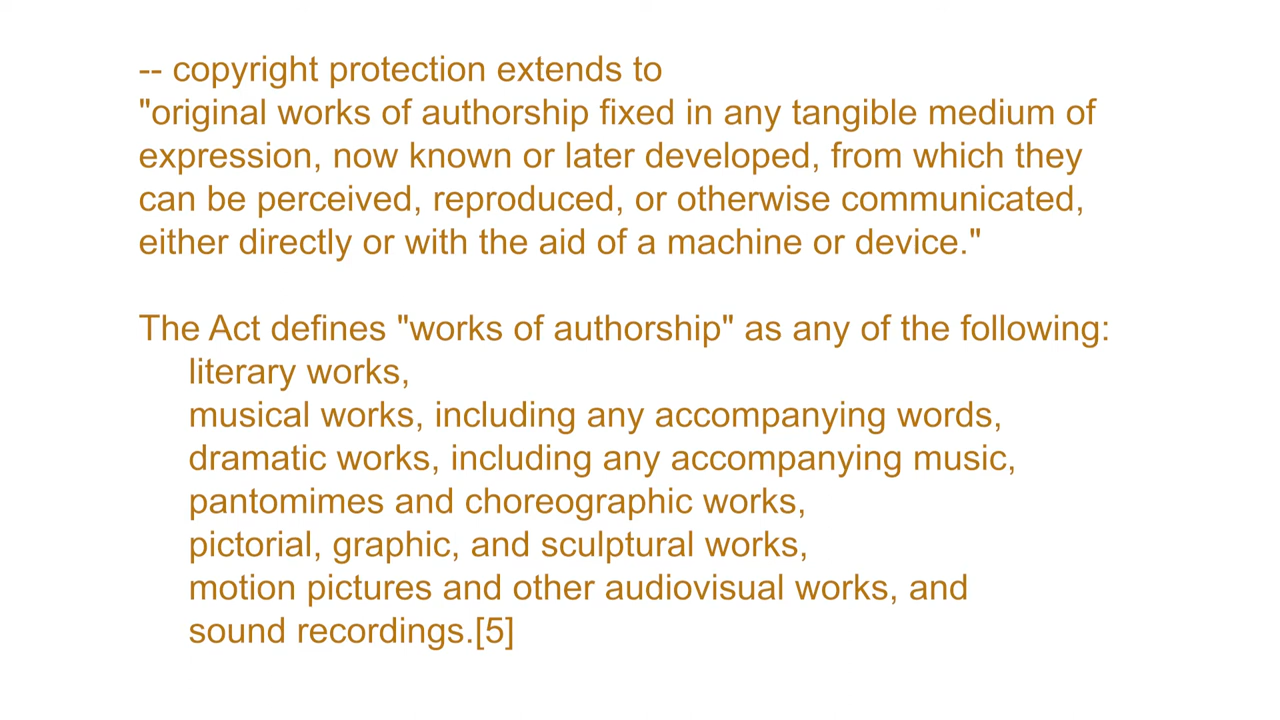 -- copyright protection extends to
"original works of authorship fixed in any tangible medium of
expression, now known or later developed, from which they
can be perceived, reproduced, or otherwise communicated,
either directly or with the aid of a machine or device."
The Act defines "works of authorship" as any of the following:
literary works,
musical works, including any accompanying words,
dramatic works, including any accompanying music,
pantomimes and choreographic works,
pictorial, graphic, and sculptural works,
motion pictures and other audiovisual works, and
sound recordings.[5]